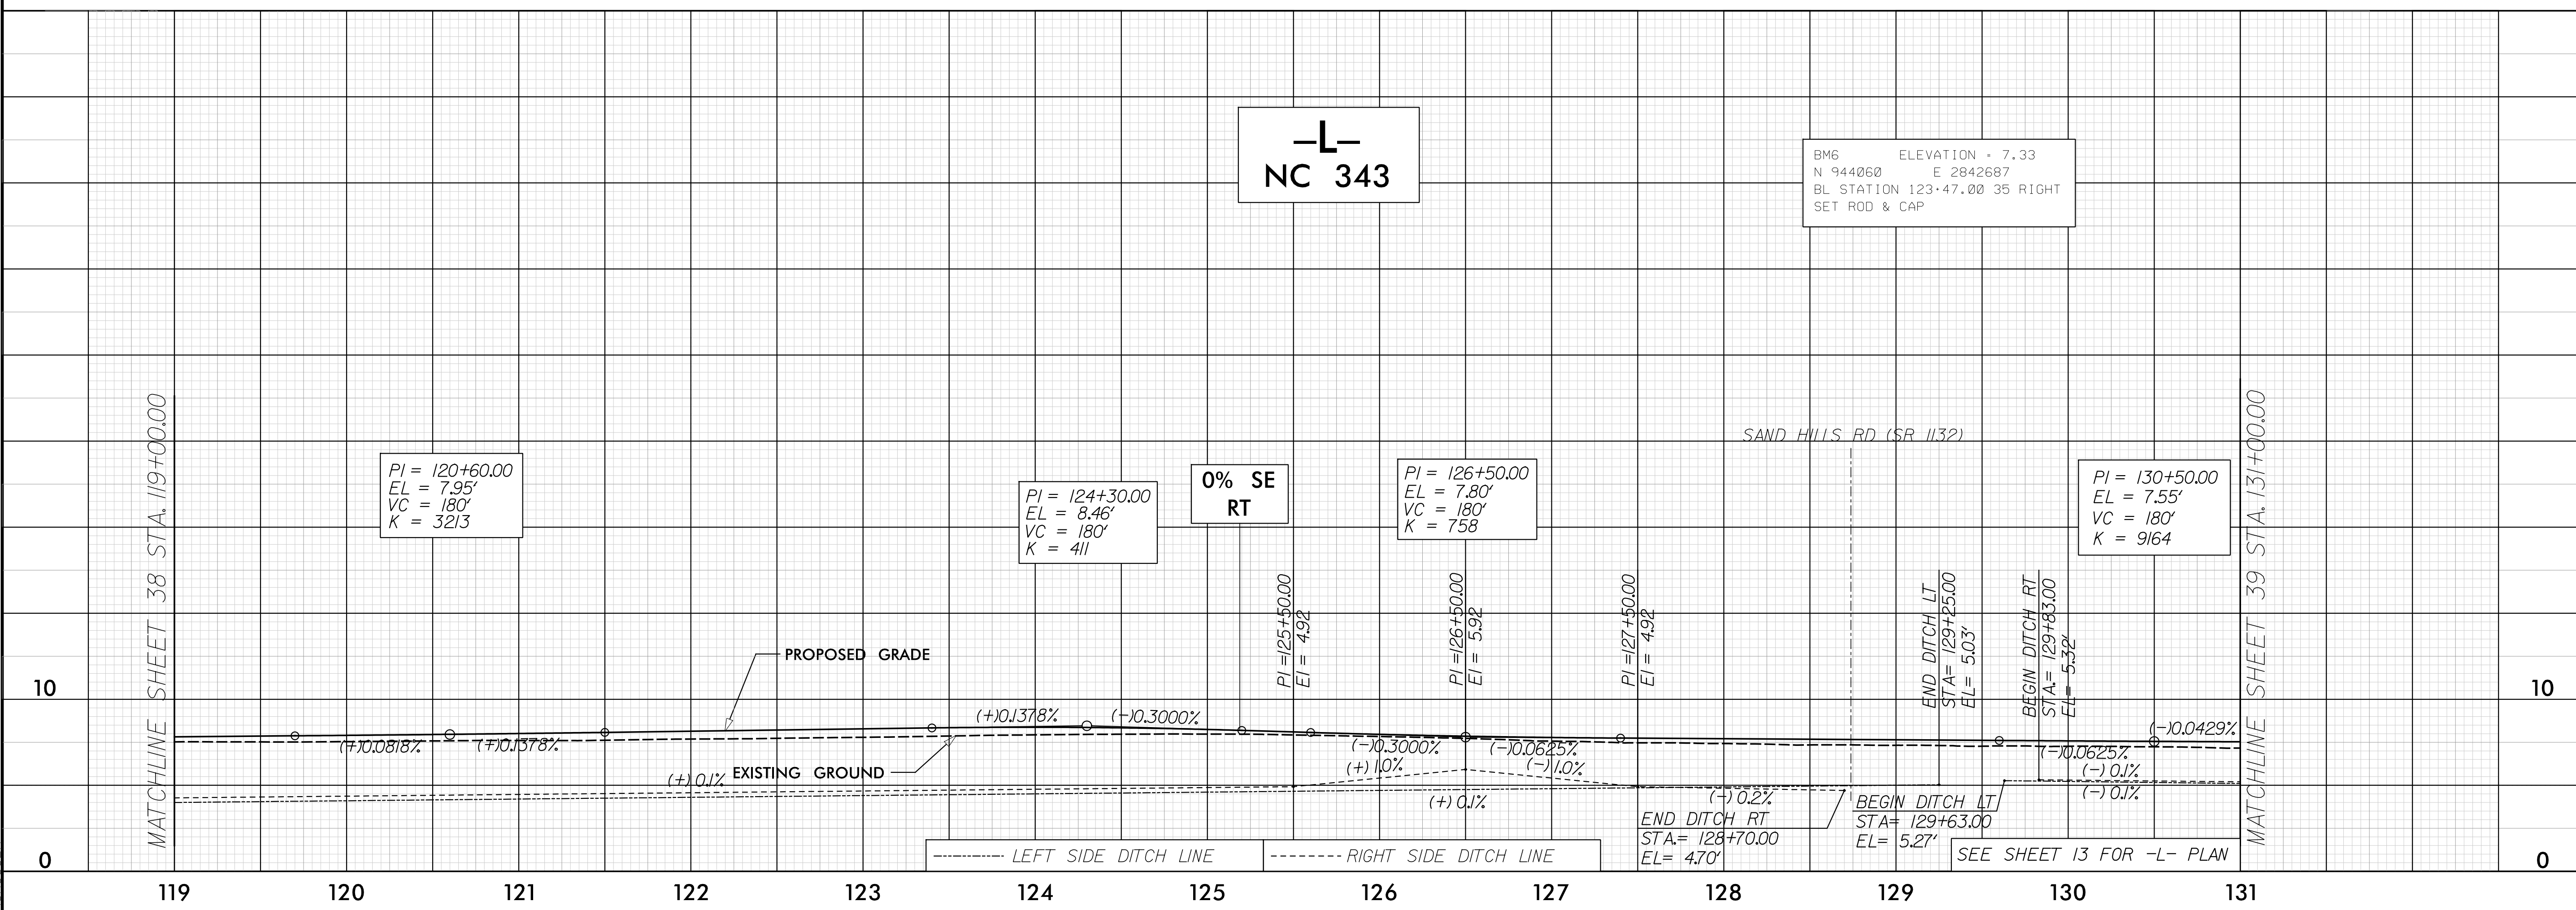 –L–
NC 343
BM6 ELEVATION = 7.33
N 944060 E 2842687
BL STATION 123+47.00 35 RIGHT
SET ROD & CAP
MATCHLINE SHEET 38 STA. 119+00.00
PI = 120+60.00
EL = 7.95'
VC = 180'
K = 3213
PI = 124+30.00
EL = 8.46'
VC = 180'
K = 411
0% SE
RT
PI = 126+50.00
EL = 7.80'
VC = 180'
K = 758
SAND HILLS RD (SR 1132)
PI = 130+50.00
EL = 7.55'
VC = 180'
K = 9164
MATCHLINE SHEET 39 STA. 131+00.00
PI =125+50.00
El = 4.92
PI =126+50.00
El = 5.92
PI =127+50.00
El = 4.92
END DITCH LT
STA= 129+25.00
EL= 5.03'
BEGIN DITCH RT
STA.= 129+83.00
EL= 5.32'
PROPOSED GRADE
10
10
(+)0.0818%
(+)0.1378%
(+)0.1378%
(-)0.3000%
(-)0.3000%
(-)0.0625%
(-)0.0625%
(-)0.0429%
(+) 0.1%
EXISTING GROUND
(+) 1.0%
(-) 1.0%
(+) 0.1%
(-) 0.2%
(-) 0.1%
(-) 0.1%
END DITCH RT
STA.= 128+70.00
EL= 4.70'
BEGIN DITCH LT
STA= 129+63.00
EL= 5.27'
LEFT SIDE DITCH LINE
RIGHT SIDE DITCH LINE
SEE SHEET 13 FOR -L- PLAN
0
0
119 120 121 122 123 124 125 126 127 128 129 130 131